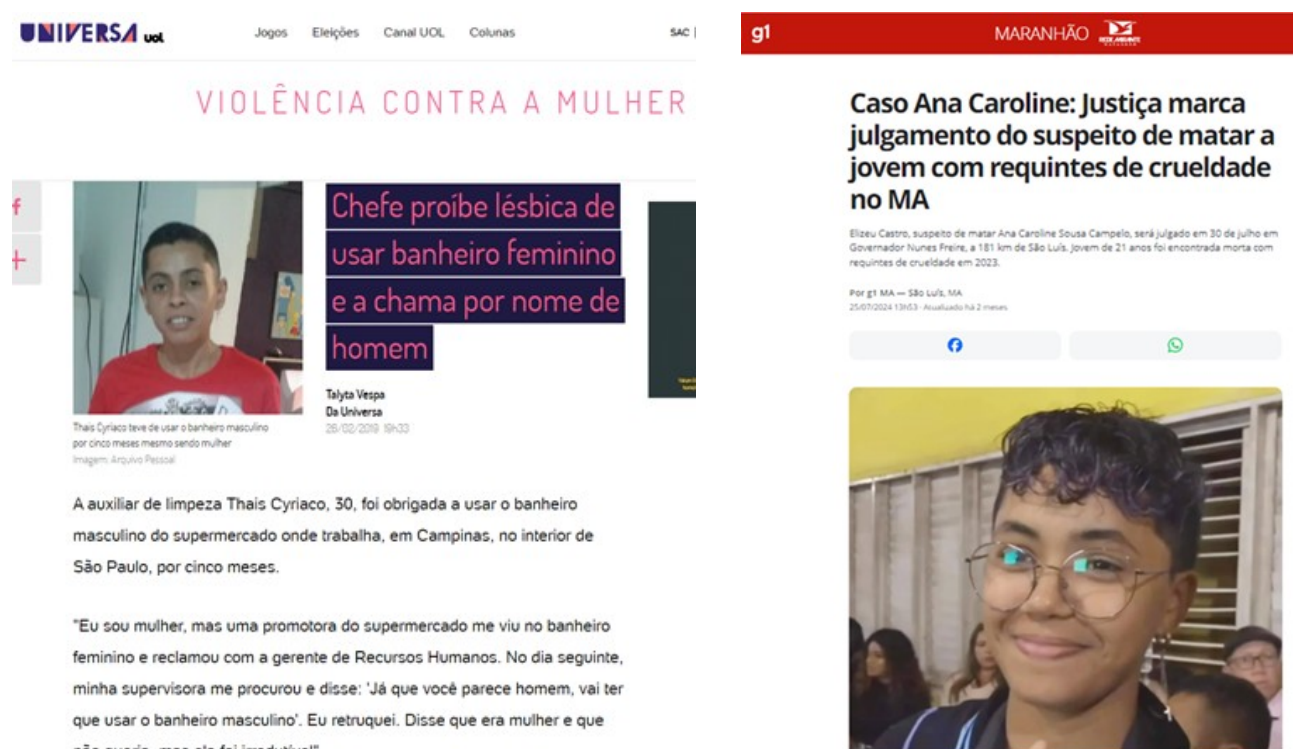 UNIVERSA UOL
Jogos Eleições Canal UOL Colunas SAC
VIOLÊNCIA CONTRA A MULHER
Chefe proíbe lésbica de
usar banheiro feminino
e a chama por nome de
homem
Talyta Vespa
Da Universa
26/02/2019 19h33
Thais Cyriaco teve de usar o banheiro masculino
por cinco meses mesmo sendo mulher
Imagem: Arquivo Pessoal
A auxiliar de limpeza Thais Cyriaco, 30, foi obrigada a usar o banheiro
masculino do supermercado onde trabalha, em Campinas, no interior de
São Paulo, por cinco meses.
"Eu sou mulher, mas uma promotora do supermercado me viu no banheiro
feminino e reclamou com a gerente de Recursos Humanos. No dia seguinte,
minha supervisora me procurou e disse: 'Já que você parece homem, vai ter
que usar o banheiro masculino'. Eu retruquei. Disse que era mulher e que
g1
MARANHÃO
Caso Ana Caroline: Justiça marca
julgamento do suspeito de matar a
jovem com requintes de crueldade
no MA
Elizeu Castro, suspeito de matar Ana Caroline Sousa Campelo, será julgado em 30 de julho em
Governador Nunes Freire, a 181 km de São Luís. Jovem de 21 anos foi encontrada morta com
requintes de crueldade em 2023.
Por g1 MA — São Luís, MA
25/07/2024 13h53 · Atualizado há 2 meses